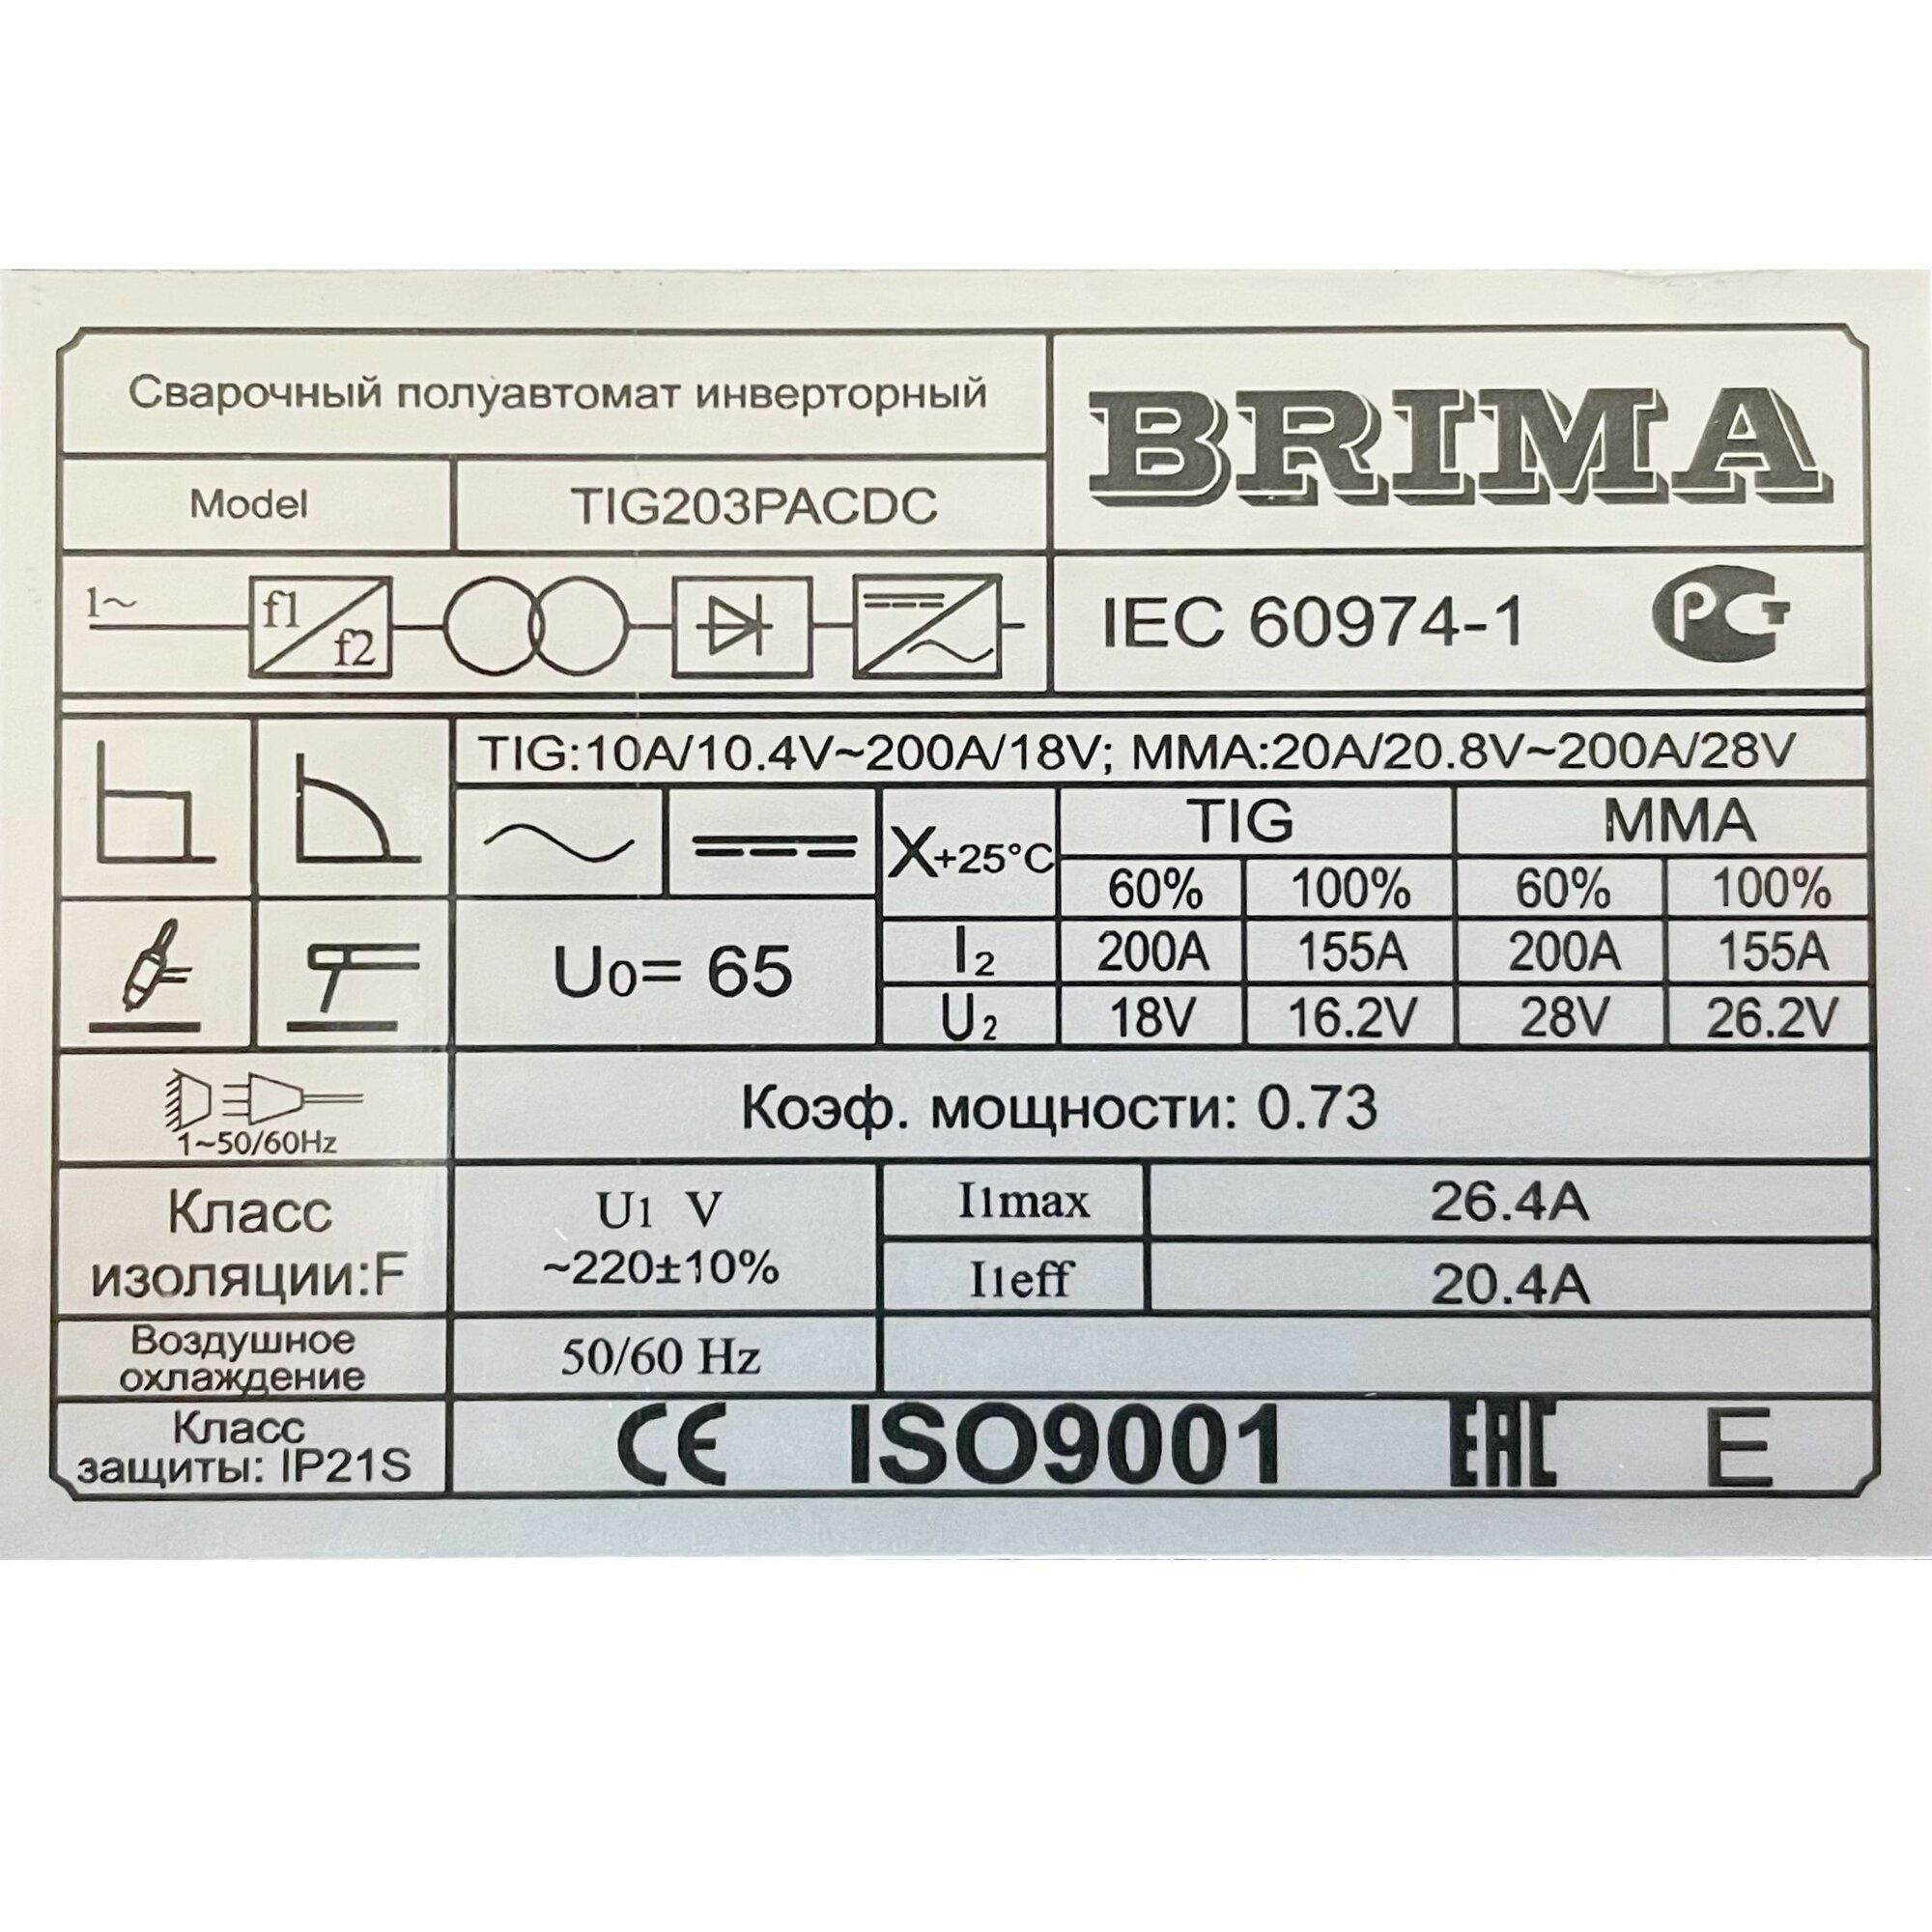 Сварочный полуавтомат инверторный
BRIMA
Model TIG203PACDC
1~ f1 f2
IEC 60974-1 РСТ
TIG:10A/10.4V~200A/18V; MMA:20A/20.8V~200A/28V
X+25°C TIG MMA
60% 100% 60% 100%
U0= 65
I2 200A 155A 200A 155A
U2 18V 16.2V 28V 26.2V
1~50/60Hz
Коэф. мощности: 0.73
Класс
изоляции:F
U1 V
~220±10%
I1max 26.4A
I1eff 20.4A
Воздушное
охлаждение
50/60 Hz
Класс
защиты: IP21S
CE ISO9001 EAC E